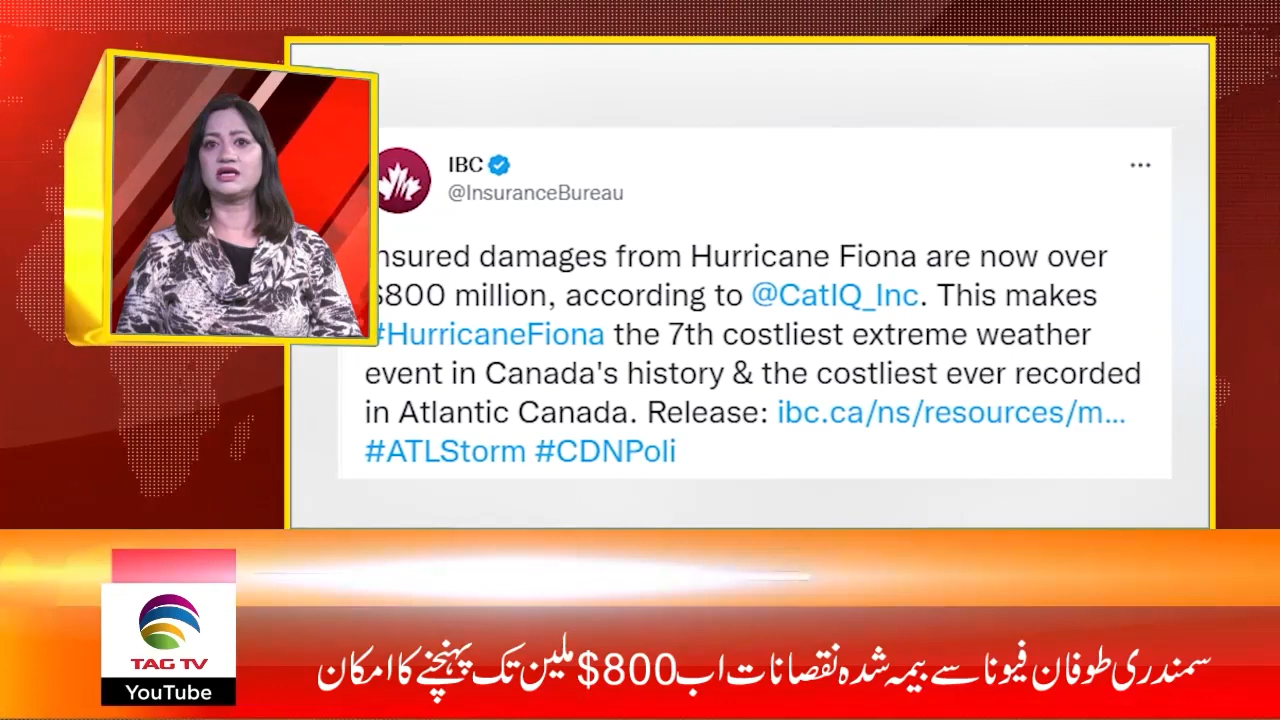 IBC
@InsuranceBureau
nsured damages from Hurricane Fiona are now over
$800 million, according to @CatIQ_Inc. This makes
#HurricaneFiona the 7th costliest extreme weather
event in Canada's history & the costliest ever recorded
in Atlantic Canada. Release: ibc.ca/ns/resources/m...
#ATLStorm #CDNPoli
TAG TV
YouTube
سمندری طوفان فیونا سے بیمہ شدہ نقصانات اب 800$ ملین تک پہنچنے کا امکان